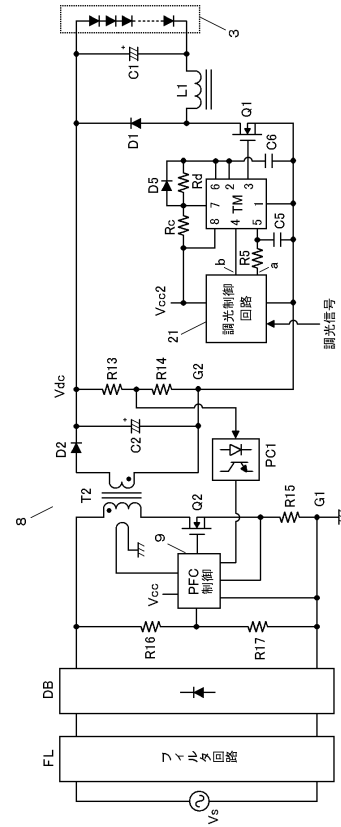 8
Vs
FL
フィルタ回路
DB
R16
R17
Vcc
9
PFC
制御
T2
Q2
R15
G1
D2
C2
+
Vdc
R13
R14
G2
PC1
Vcc2
21
調光制御
回路
調光信号
b
a
R5
C5
Rc
Rd
D5
8
7
6
4
TM
2
5
1
3
C6
Q1
D1
L1
C1
+
3